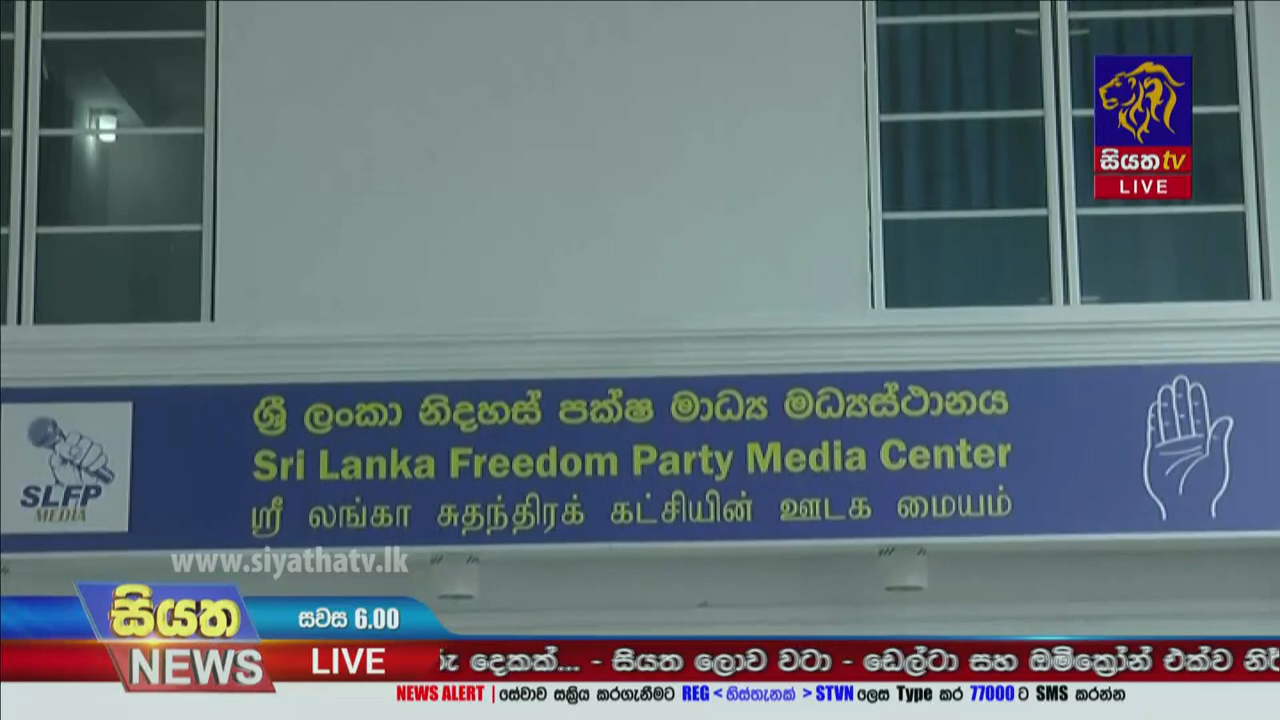 සියත tv
LIVE
ශ්‍රී ලංකා නිදහස් පක්ෂ මාධ්‍ය මධ්‍යස්ථානය
Sri Lanka Freedom Party Media Center
ஸ்ரீ லங்கா சுதந்திரக் கட்சியின் ஊடக மையம்
SLFP
MEDIA
www.siyathatv.lk
සියත
NEWS
සවස 6.00
LIVE
දෙකක්... - සියත ලොව වටා - ඩෙල්ටා සහ ඔමික්‍රෝන් එක්ව
NEWS ALERT | සේවාව සක්‍රිය කරගැනීමට REG < හිස්තැනක් > STVN ලෙස Type කර 77000 ට SMS කරන්න